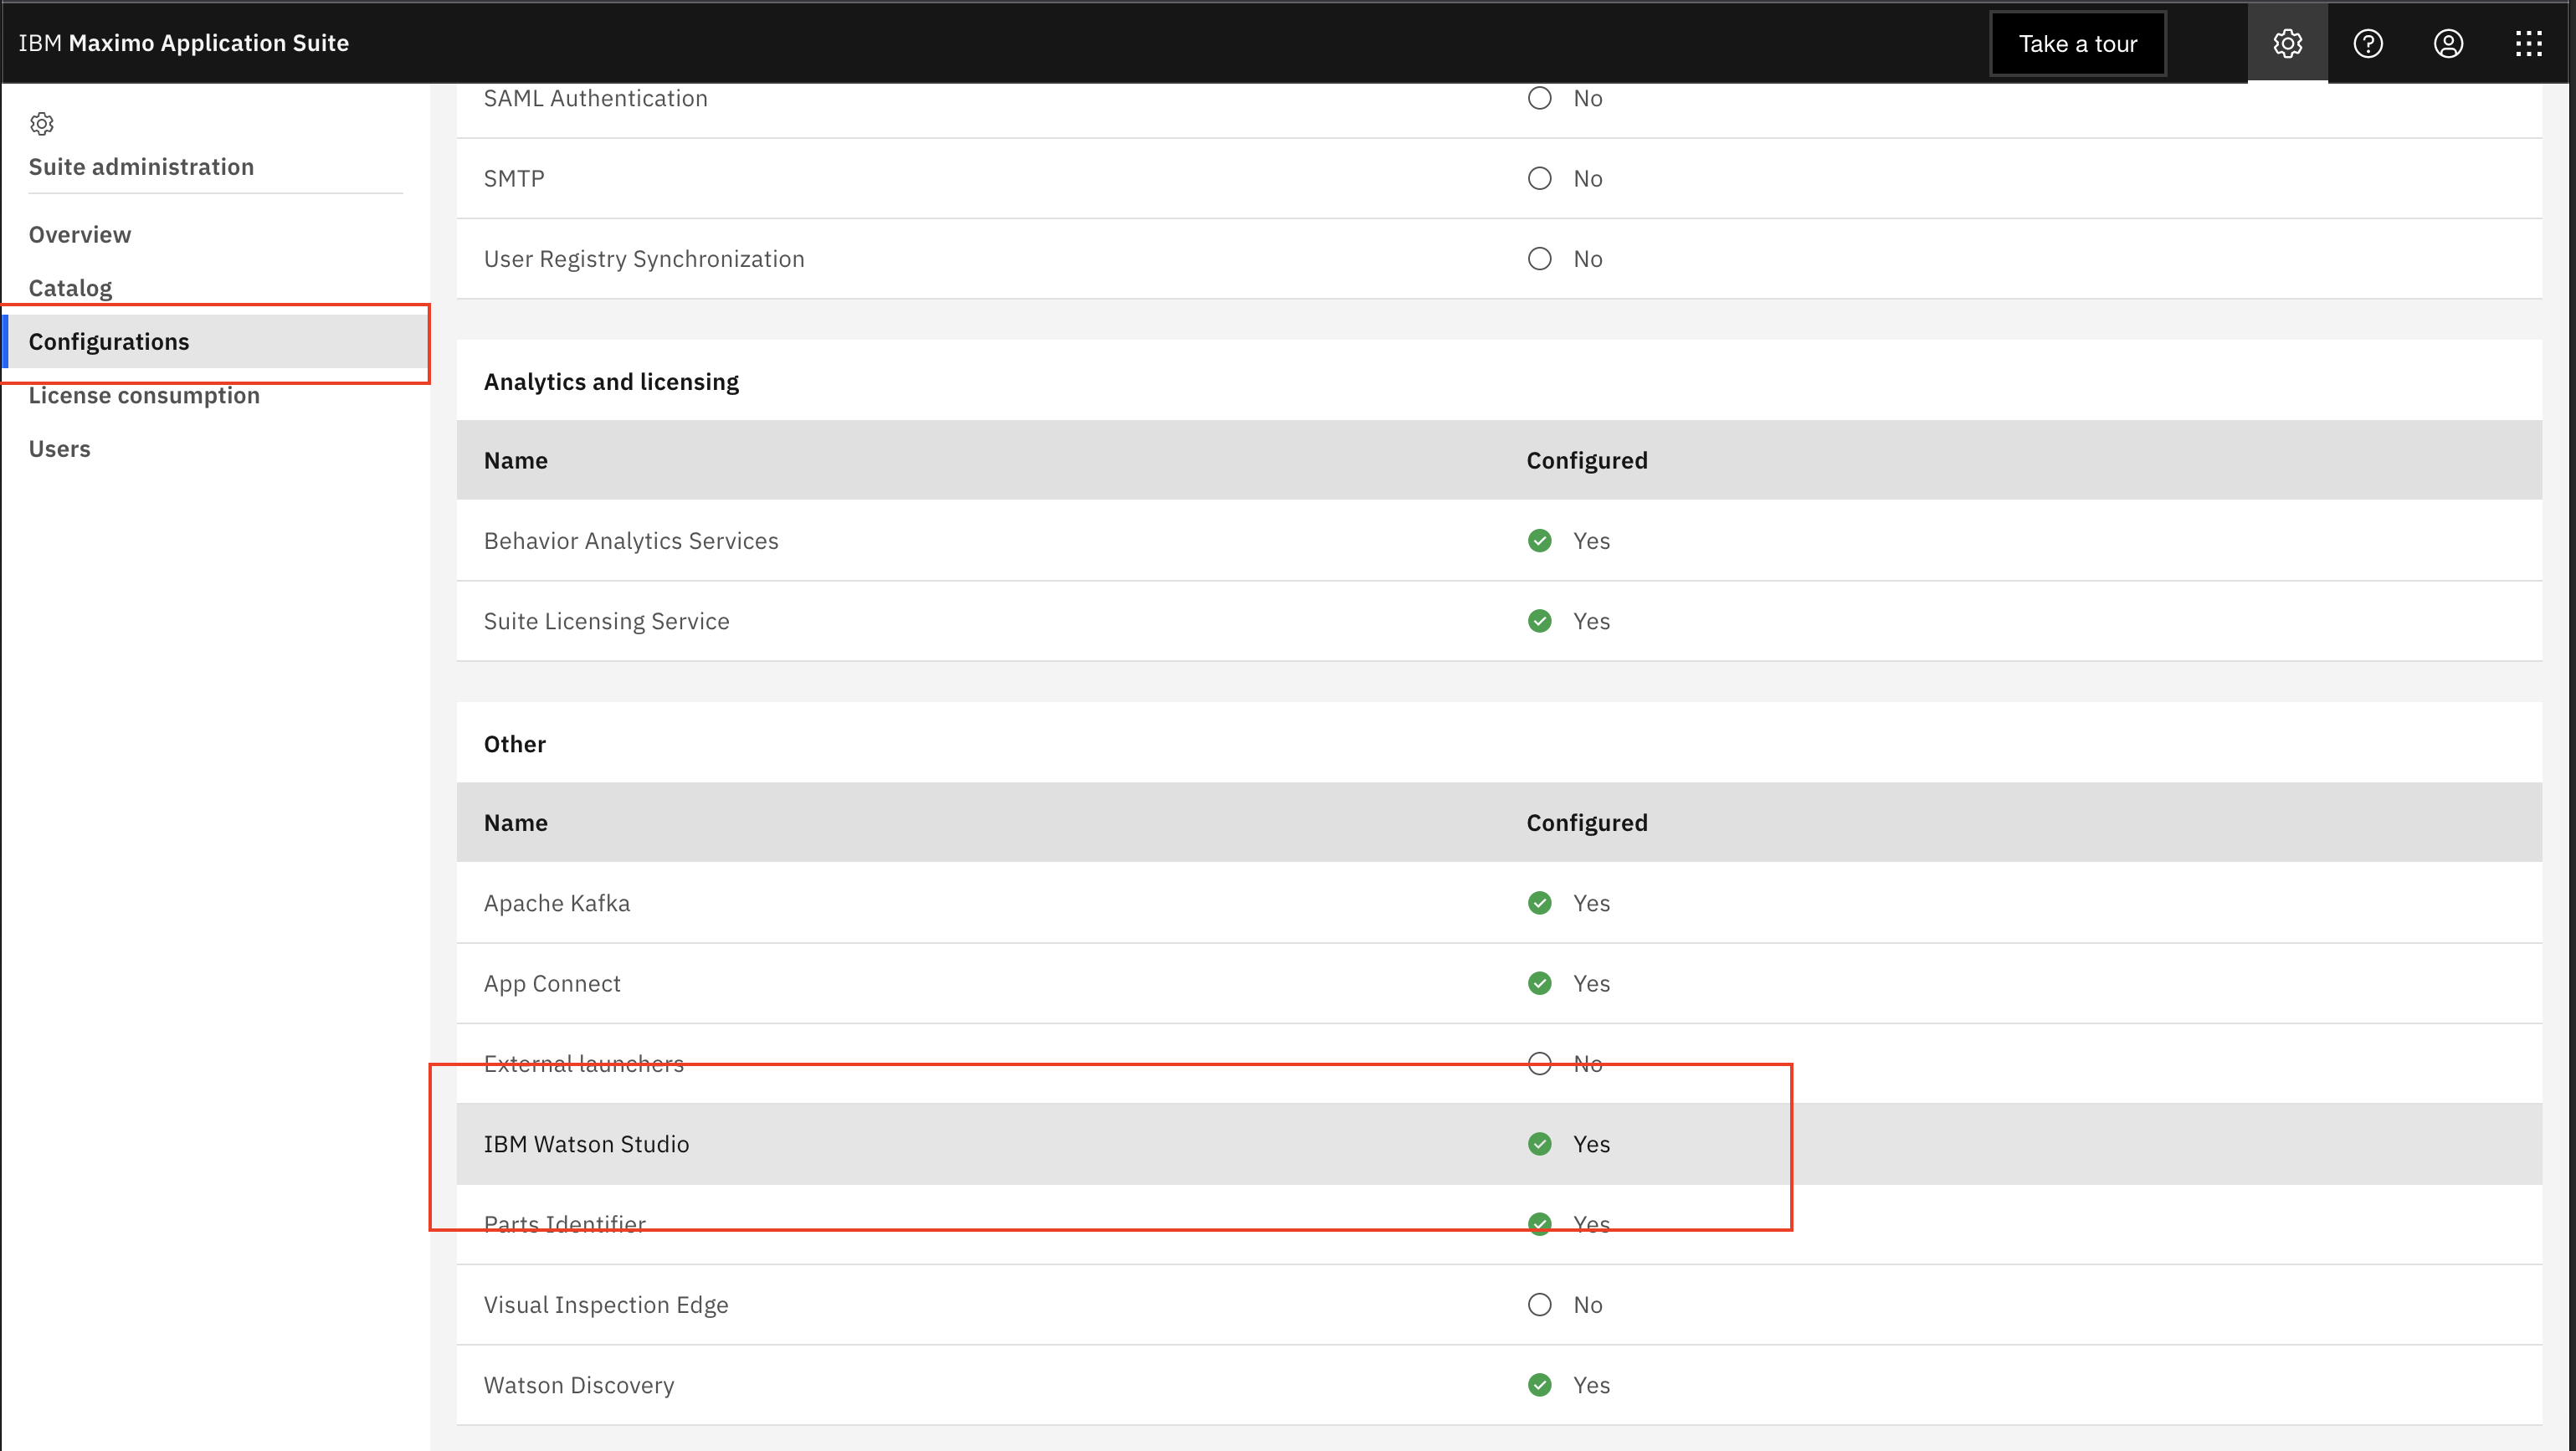 IBM Maximo Application Suite
Take a tour
Suite administration
Overview
Catalog
Configurations
License consumption
Users
SAML Authentication No
SMTP No
User Registry Synchronization No
Analytics and licensing
Name Configured
Behavior Analytics Services Yes
Suite Licensing Service Yes
Other
Name Configured
Apache Kafka Yes
App Connect Yes
External launchers No
IBM Watson Studio Yes
Parts Identifier Yes
Visual Inspection Edge No
Watson Discovery Yes